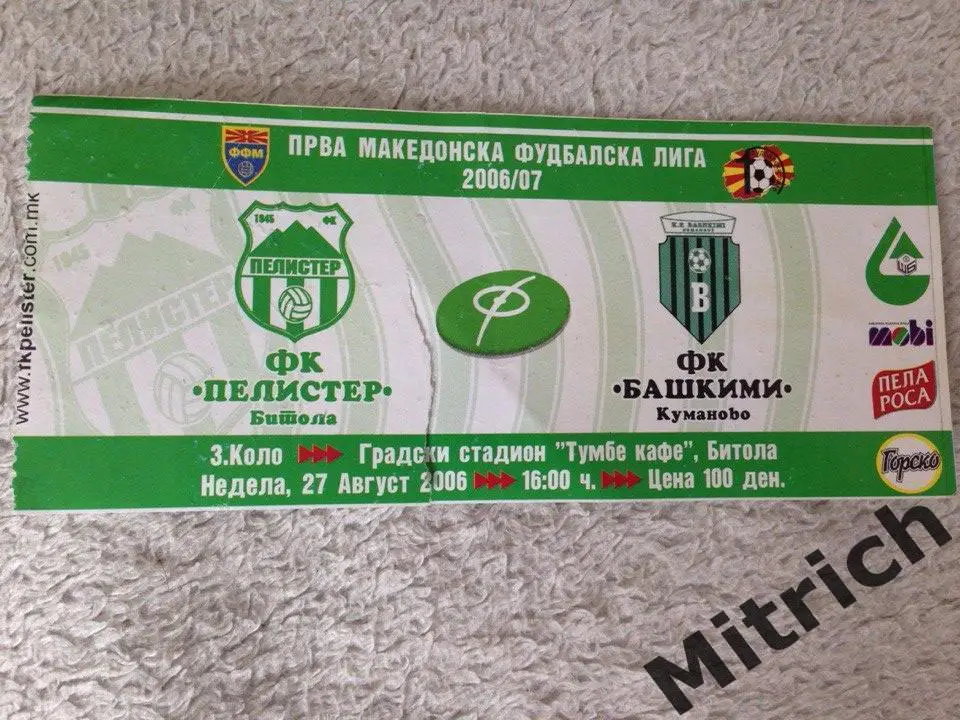 ПРВА МАКЕДОНСКА ФУДБАЛСКА ЛИГА
2006/07
ФФМ
www.fkpelister.com.мк
1945 ФК
ПЕЛИСТЕР
ФК
•ПЕЛИСТЕР•
Битола
B
ФК
•БАШКИМИ•
Куманово
mobi
ПЕЛА
РОСА
Горско
3.Коло Градски стадион "Тумбе кафе", Битола
Недела, 27 Август 2006 16:00 ч. Цена 100 ден.
Mitrich